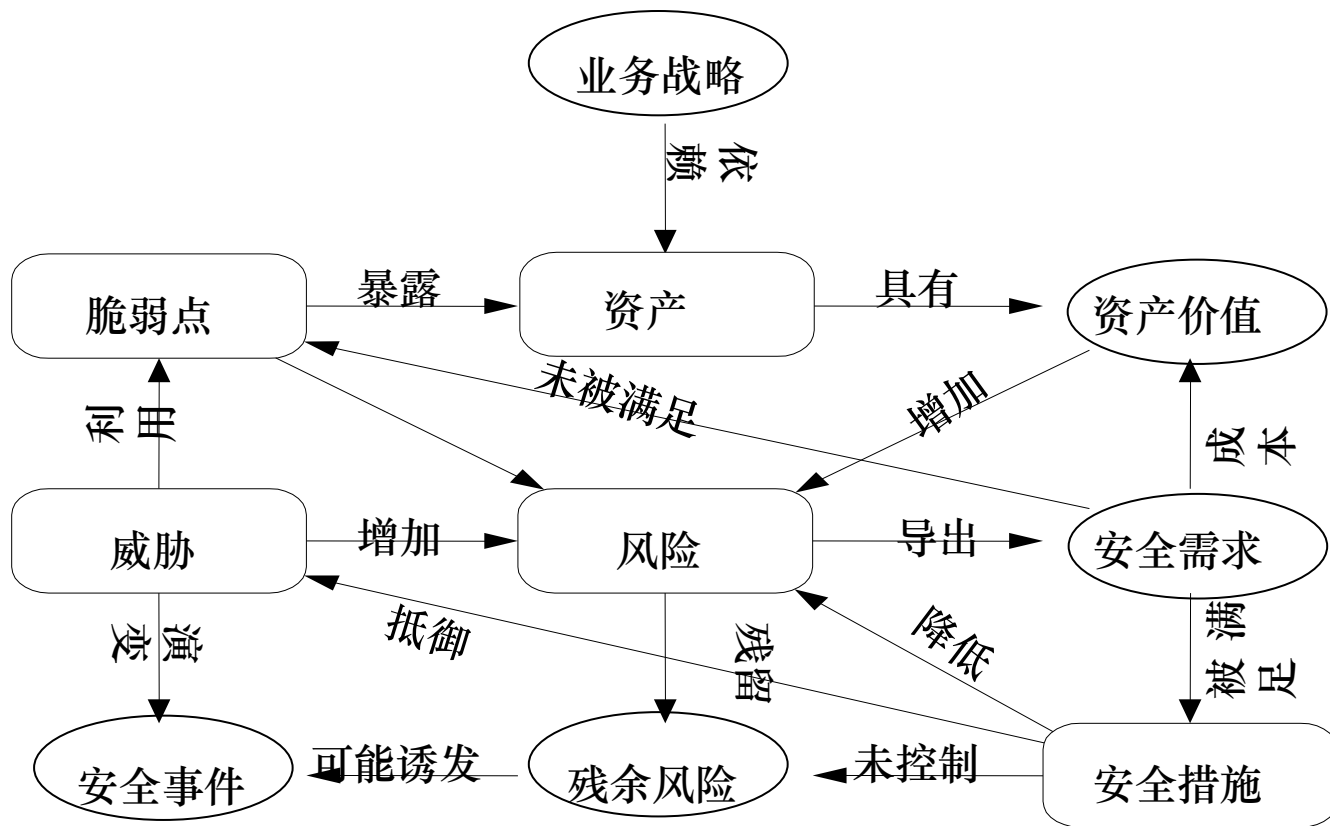 业务战略
依赖
脆弱点
暴露
资产
具有
资产价值
利用
未被满足
增加
成本
威胁
增加
风险
导出
安全需求
演变
抵御
残留
降低
被满足
安全事件
可能诱发
残余风险
未控制
安全措施